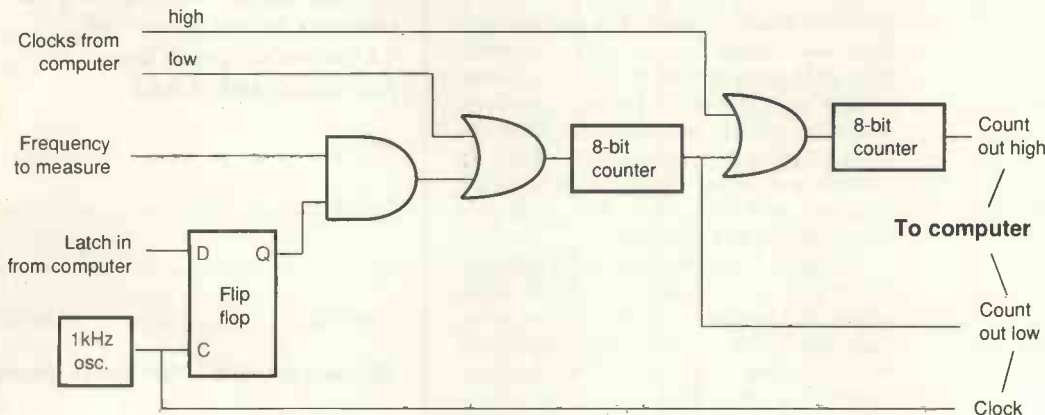 high
Clocks from
computer
low
Frequency
to measure
8-bit
counter
8-bit
counter
Count
out high
To computer
Latch in
from computer
D
Q
Flip
flop
C
1kHz
osc.
Count
out low
Clock